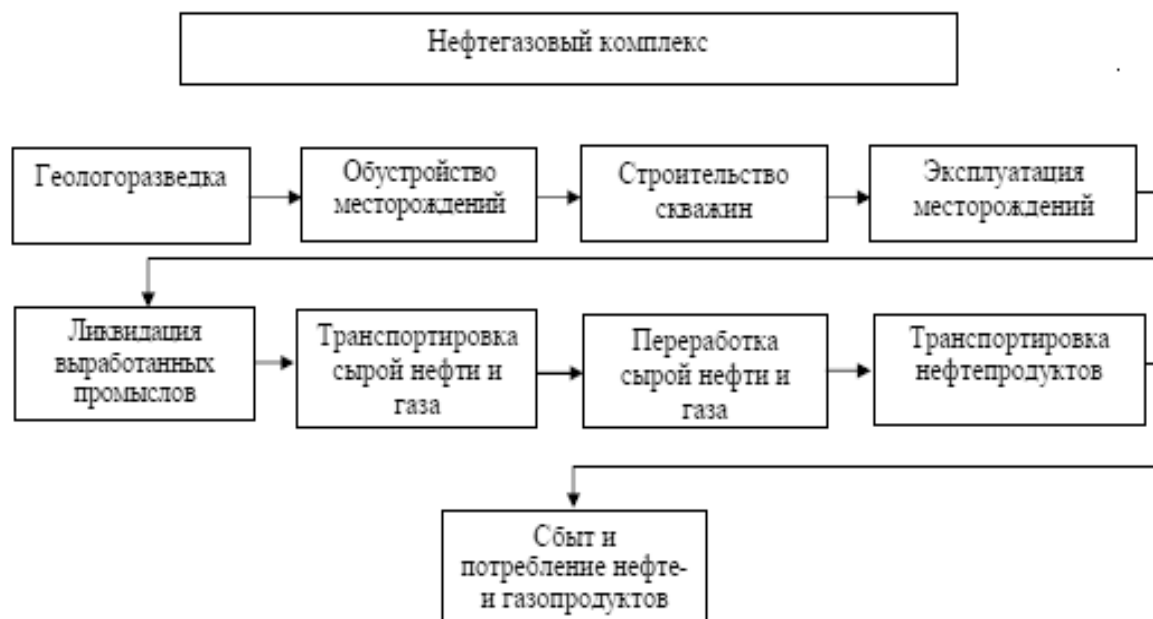 Нефтегазовый комплекс
Геологоразведка
Обустройство
месторождений
Строительство
скважин
Эксплуатация
месторождений
Ликвидация
выработанных
промыслов
Транспортировка
сырой нефти и
газа
Переработка
сырой нефти и
газа
Транспортировка
нефтепродуктов
Сбыт и
потребление нефте-
и газопродуктов